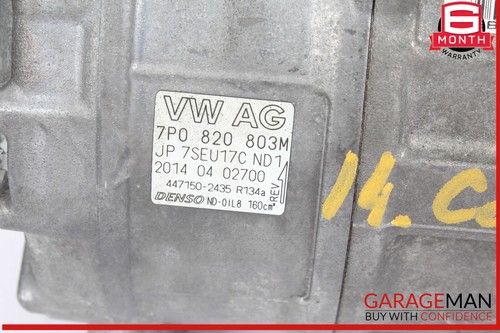 6
MONTH
WARRANTY
VW AG
7P0 820 803M
JP 7SEU17C ND1
2014 04 02700
447150-2435 R134a
DENSO ND-OIL8 160cm³
REV
14. Ca
GARAGEMAN
BUY WITH CONFIDENCE